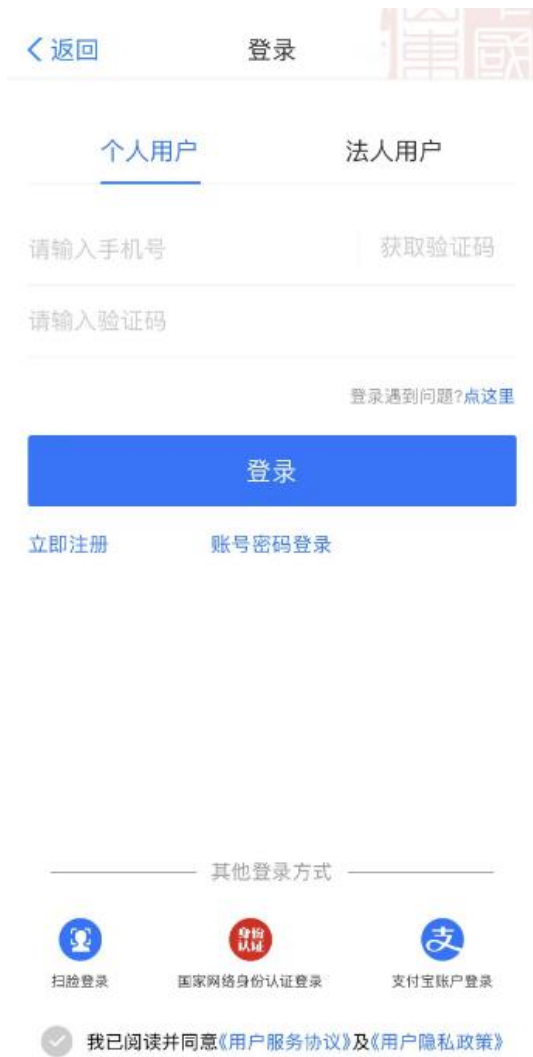 返回 登录
个人用户 法人用户
请输入手机号 获取验证码
请输入验证码
登录遇到问题?点这里
登录
立即注册 账号密码登录
其他登录方式
身份
认证
支
扫脸登录 国家网络身份认证登录 支付宝账户登录
我已阅读并同意《用户服务协议》及《用户隐私政策》